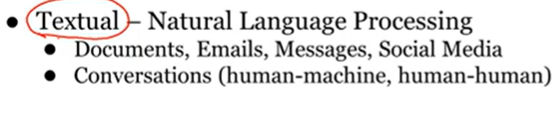 • Textual – Natural Language Processing
• Documents, Emails, Messages, Social Media
• Conversations (human-machine, human-human)